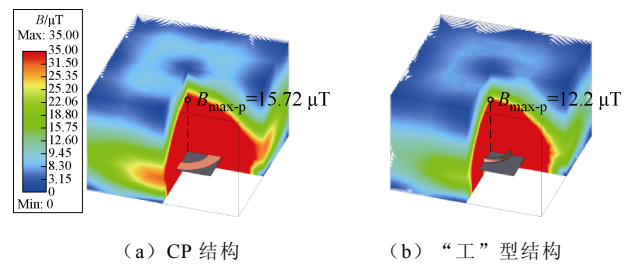 B/μT
Max: 35.00
35.00
31.50
25.35
25.20
22.06
18.80
15.75
12.60
9.45
8.30
3.15
0
Min: 0
Bmax-p=15.72 μT
Bmax-p=12.2 μT
（a）CP 结构
（b）“工”型结构